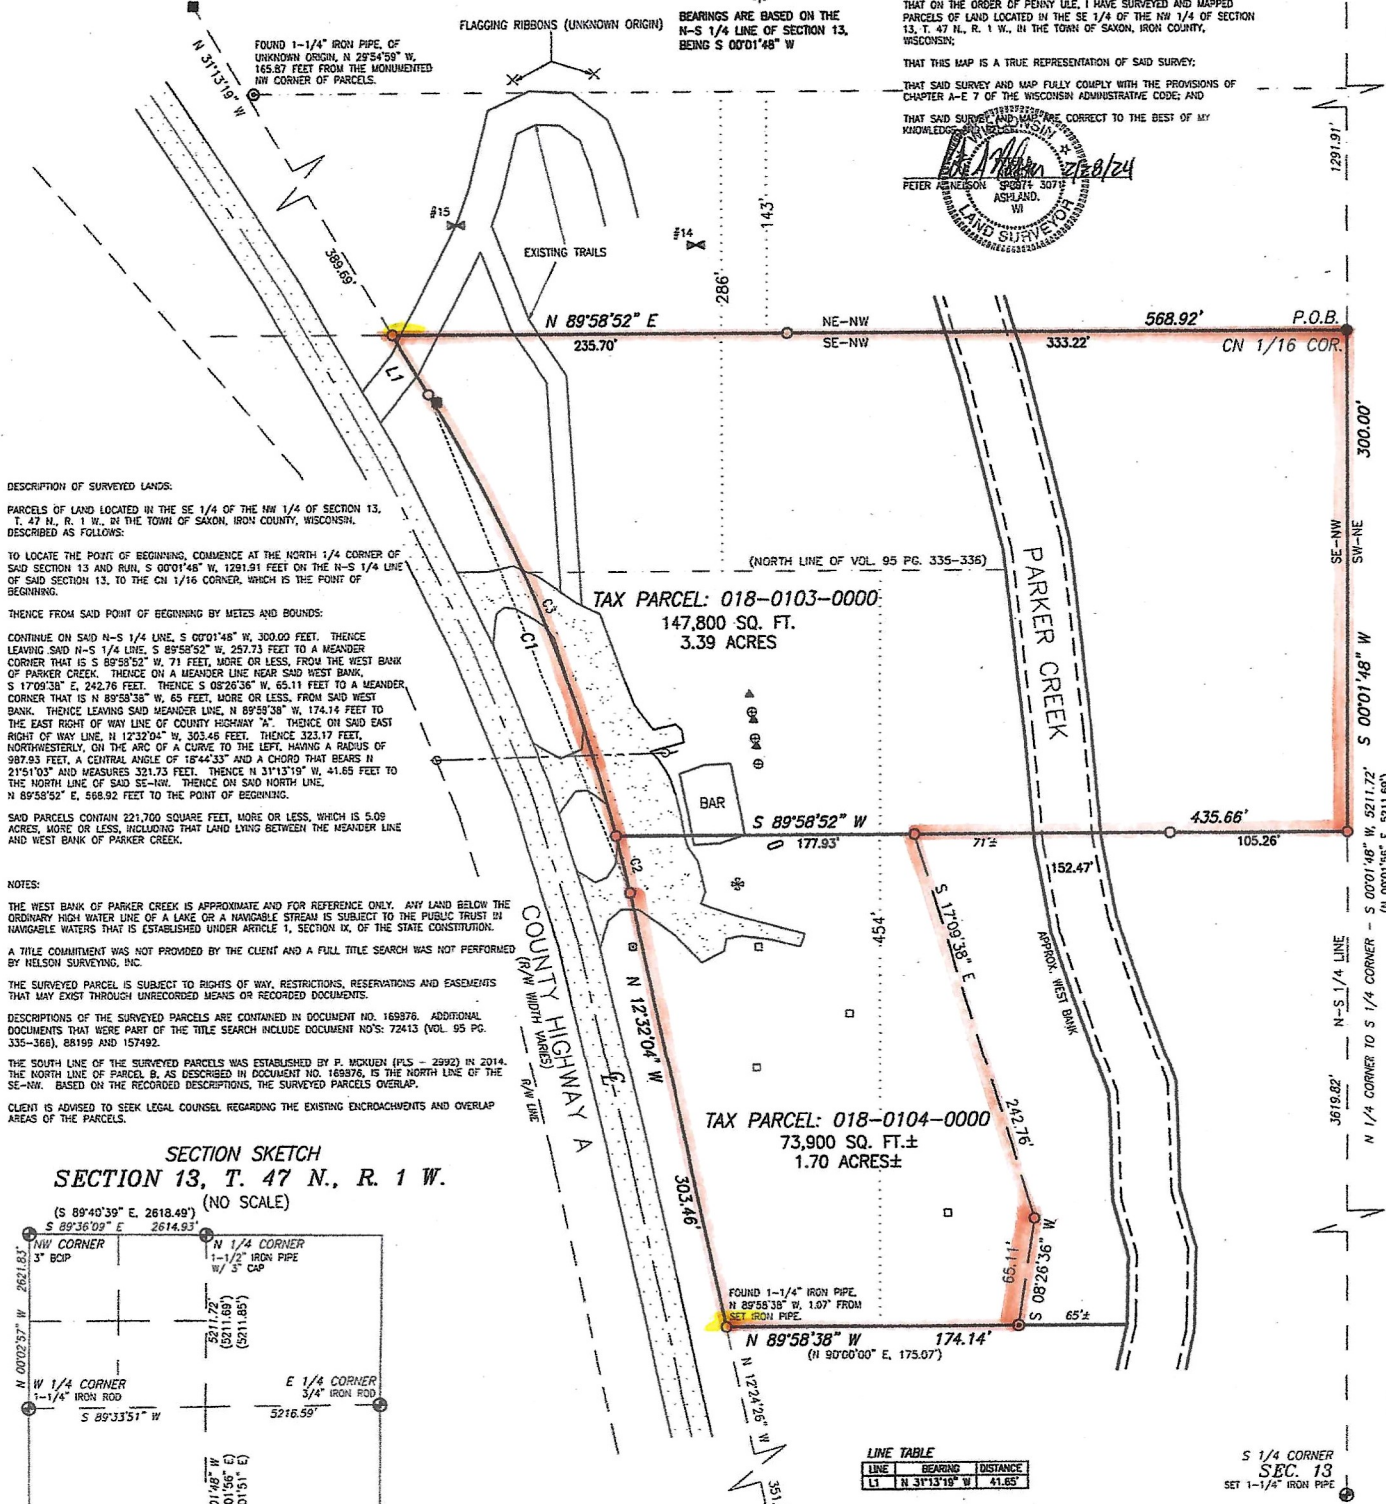 FLAGGING RIBBONS (UNKNOWN ORIGIN)
BEARINGS ARE BASED ON THE
N-S 1/4 LINE OF SECTION 13,
BEING S 00°01'48" W
THAT ON THE ORDER OF PENNY ULE, I HAVE SURVEYED AND MAPPED
PARCELS OF LAND LOCATED IN THE SE 1/4 OF THE NW 1/4 OF SECTION
13, T. 47 N., R. 1 W., IN THE TOWN OF SAXON, IRON COUNTY,
WISCONSIN;
THAT THIS MAP IS A TRUE REPRESENTATION OF SAID SURVEY;
THAT SAID SURVEY AND MAP FULLY COMPLY WITH THE PROVISIONS OF
CHAPTER A-E 7 OF THE WISCONSIN ADMINISTRATIVE CODE; AND
THAT SAID SURVEY AND MAP ARE CORRECT TO THE BEST OF MY
KNOWLEDGE
2/28/24
PETER A. NELSON
WISCONSIN
ASHLAND,
WI
LAND SURVEYOR
FOUND 1-1/4" IRON PIPE, OF
UNKNOWN ORIGIN, N 29°54'59" W,
165.87 FEET FROM THE MONUMENTED
NW CORNER OF PARCELS.
N 31°13'19" W
389.69'
#15
#14
EXISTING TRAILS
286'
143'
1291.91'
N 89°58'52" E
568.92'
P.O.B.
235.70'
NE-NW
SE-NW
333.22'
CN 1/16 COR.
L1
300.00'
SE-NW
SW-NE
S 00°01'48" W
DESCRIPTION OF SURVEYED LANDS:
PARCELS OF LAND LOCATED IN THE SE 1/4 OF THE NW 1/4 OF SECTION 13,
T. 47 N., R. 1 W., IN THE TOWN OF SAXON, IRON COUNTY, WISCONSIN,
DESCRIBED AS FOLLOWS:
TO LOCATE THE POINT OF BEGINNING, COMMENCE AT THE NORTH 1/4 CORNER OF
SAID SECTION 13 AND RUN, S 00°01'48" W, 1291.91 FEET ON THE N-S 1/4 LINE
OF SAID SECTION 13, TO THE CN 1/16 CORNER, WHICH IS THE POINT OF
BEGINNING.
THENCE FROM SAID POINT OF BEGINNING BY METES AND BOUNDS:
CONTINUE ON SAID N-S 1/4 LINE, S 00°01'48" W, 300.00 FEET. THENCE
LEAVING SAID N-S 1/4 LINE, S 89°58'52" W, 257.73 FEET TO A MEANDER
CORNER THAT IS S 89°58'52" W, 71 FEET, MORE OR LESS, FROM THE WEST BANK
OF PARKER CREEK. THENCE ON A MEANDER LINE NEAR SAID WEST BANK,
S 17°09'38" E, 242.76 FEET. THENCE S 08°26'36" W, 65.11 FEET TO A MEANDER
CORNER THAT IS N 89°58'38" W, 65 FEET, MORE OR LESS, FROM SAID WEST
BANK. THENCE LEAVING SAID MEANDER LINE, N 89°58'38" W, 174.14 FEET TO
THE EAST RIGHT OF WAY LINE OF COUNTY HIGHWAY "A". THENCE ON SAID EAST
RIGHT OF WAY LINE, N 12°32'04" W, 303.46 FEET. THENCE 323.17 FEET,
NORTHWESTERLY, ON THE ARC OF A CURVE TO THE LEFT, HAVING A RADIUS OF
987.93 FEET, A CENTRAL ANGLE OF 18°44'33" AND A CHORD THAT BEARS N
21°51'03" AND MEASURES 321.73 FEET. THENCE N 31°13'19" W, 41.65 FEET TO
THE NORTH LINE OF SAID SE-NW. THENCE ON SAID NORTH LINE,
N 89°58'52" E, 568.92 FEET TO THE POINT OF BEGINNING.
SAID PARCELS CONTAIN 221,700 SQUARE FEET, MORE OR LESS, WHICH IS 5.09
ACRES, MORE OR LESS, INCLUDING THAT LAND LYING BETWEEN THE MEANDER LINE
AND WEST BANK OF PARKER CREEK.
(NORTH LINE OF VOL. 95 PG. 335-336)
PARKER CREEK
TAX PARCEL: 018-0103-0000
147,800 SQ. FT.
3.39 ACRES
C3
C1
BAR
S 89°58'52" W
435.66'
177.93'
71'±
105.26'
152.47'
C2
APPROX. WEST BANK
S 17°09'38" E
454'
N 12°32'04" W
COUNTY HIGHWAY A
(R/W WIDTH VARIES)
R/W LINE
N-S 1/4 LINE
3619.82'
N 1/4 CORNER TO S 1/4 CORNER - S 00°01'48" W, 5211.72'
NOTES:
THE WEST BANK OF PARKER CREEK IS APPROXIMATE AND FOR REFERENCE ONLY. ANY LAND BELOW THE
ORDINARY HIGH WATER LINE OF A LAKE OR A NAVIGABLE STREAM IS SUBJECT TO THE PUBLIC TRUST IN
NAVIGABLE WATERS THAT IS ESTABLISHED UNDER ARTICLE 1, SECTION IX, OF THE STATE CONSTITUTION.
A TITLE COMMITMENT WAS NOT PROVIDED BY THE CLIENT AND A FULL TITLE SEARCH WAS NOT PERFORMED
BY NELSON SURVEYING, INC.
THE SURVEYED PARCEL IS SUBJECT TO RIGHTS OF WAY, RESTRICTIONS, RESERVATIONS AND EASEMENTS
THAT MAY EXIST THROUGH UNRECORDED MEANS OR RECORDED DOCUMENTS.
DESCRIPTIONS OF THE SURVEYED PARCELS ARE CONTAINED IN DOCUMENT NO. 169376. ADDITIONAL
DOCUMENTS THAT WERE PART OF THE TITLE SEARCH INCLUDE DOCUMENT NO'S: 72413 (VOL. 95 PG.
335-366), 88199 AND 157492.
THE SOUTH LINE OF THE SURVEYED PARCELS WAS ESTABLISHED BY P. MCKUEN (PLS - 2992) IN 2014.
THE NORTH LINE OF PARCEL B, AS DESCRIBED IN DOCUMENT NO. 169376, IS THE NORTH LINE OF THE
SE-NW. BASED ON THE RECORDED DESCRIPTIONS, THE SURVEYED PARCELS OVERLAP.
CLIENT IS ADVISED TO SEEK LEGAL COUNSEL REGARDING THE EXISTING ENCROACHMENTS AND OVERLAP
AREAS OF THE PARCELS.
TAX PARCEL: 018-0104-0000
73,900 SQ. FT.±
1.70 ACRES±
242.76'
303.46'
65.11'
S 08°26'36" W
FOUND 1-1/4" IRON PIPE,
N 89°58'38" W, 1.07' FROM
SET IRON PIPE.
N 89°58'38" W
174.14'
65'±
(N 90°00'00" E, 175.07')
N 12°24'26" W
351.
SECTION SKETCH
SECTION 13, T. 47 N., R. 1 W.
(NO SCALE)
(S 89°40'39" E, 2618.49')
S 89°36'09" E 2614.93'
NW CORNER
3" BCIP
N 1/4 CORNER
1-1/2" IRON PIPE
W/ 3" CAP
N 00°02'57" W 2621.83'
5211.72'
(5211.69')
(5211.85')
W 1/4 CORNER
1-1/4" IRON ROD
E 1/4 CORNER
3/4" IRON ROD
S 89°33'51" W
5216.59'
LINE TABLE
LINE BEARING DISTANCE
L1 N 31°13'19" W 41.65'
S 1/4 CORNER
SEC. 13
SET 1-1/4" IRON PIPE